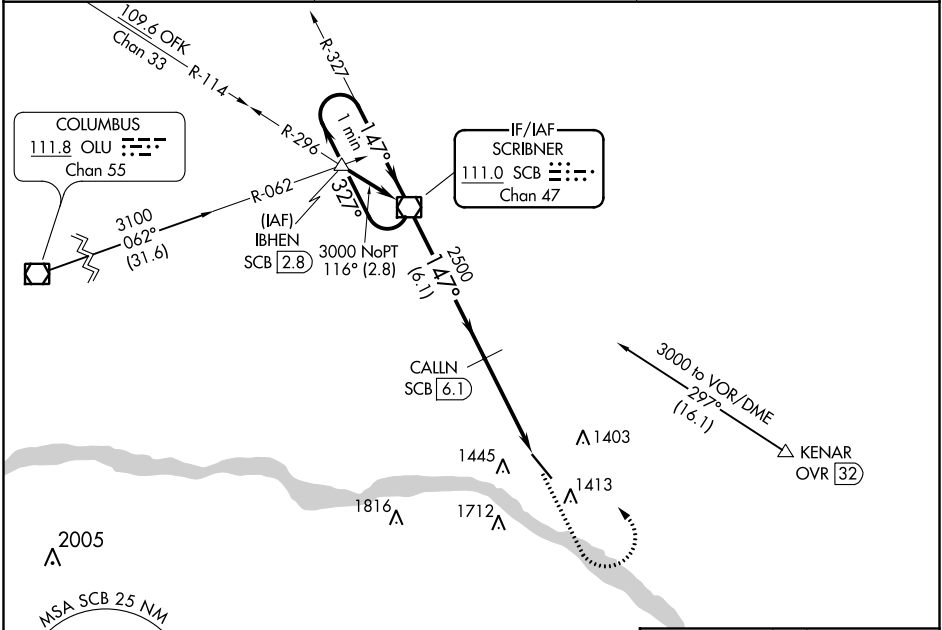 109.6 OFK
Chan 33
R-114
R-296
R-327
147°
1 min
327°
COLUMBUS
111.8 OLU
Chan 55
R-062
3100
062°
(31.6)
(IAF)
IBHEN
SCB 2.8
3000 NoPT
116° (2.8)
IF/IAF
SCRIBNER
111.0 SCB
Chan 47
2500
147°
(6.1)
CALLN
SCB 6.1
3000 to VOR/DME
297°
(16.1)
KENAR
OVR 32
1403
1445
1413
1816
1712
2005
MSA SCB 25 NM